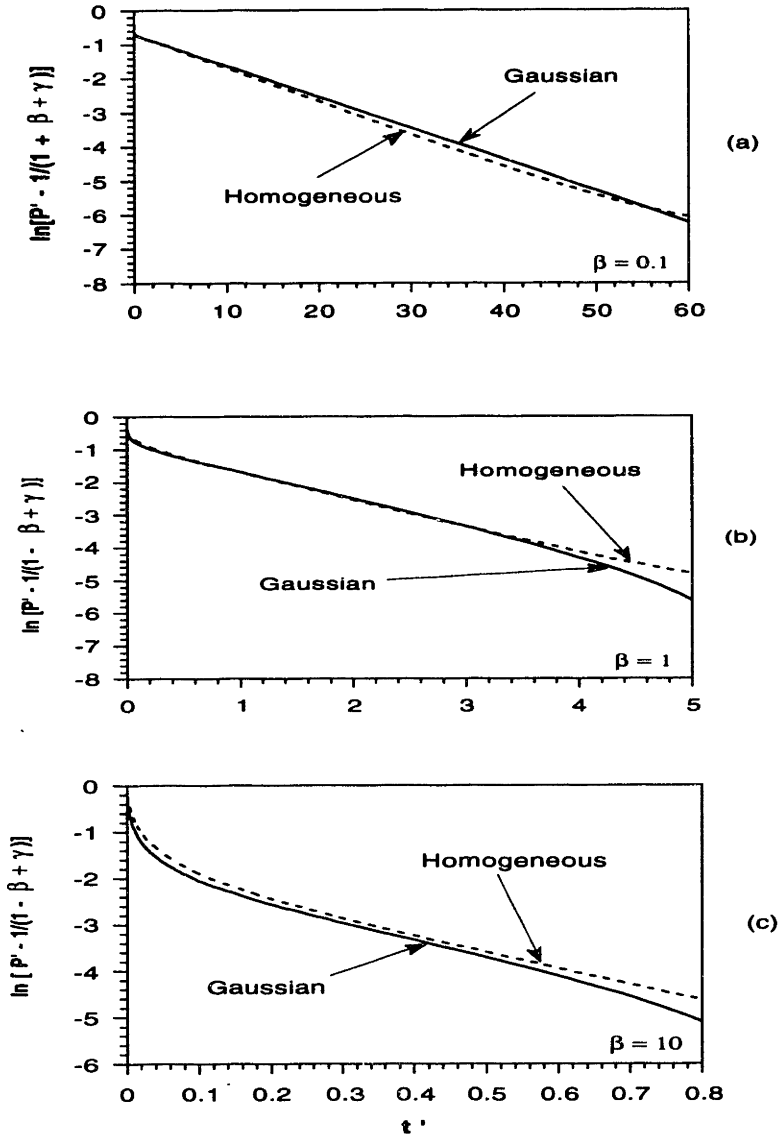 ln[P' - 1/(1 + β + γ)]
0
-1
-2
-3
-4
-5
-6
-7
-8
Gaussian
Homogeneous
β = 0.1
(a)
0 10 20 30 40 50 60
ln [P' - 1/(1 - β + γ)]
0
-1
-2
-3
-4
-5
-6
-7
-8
Homogeneous
Gaussian
β = 1
(b)
0 1 2 3 4 5
ln [ P' - 1/(1 - β + γ)]
0
-1
-2
-3
-4
-5
-6
Homogeneous
Gaussian
β = 10
(c)
0 0.1 0.2 0.3 0.4 0.5 0.6 0.7 0.8
t '